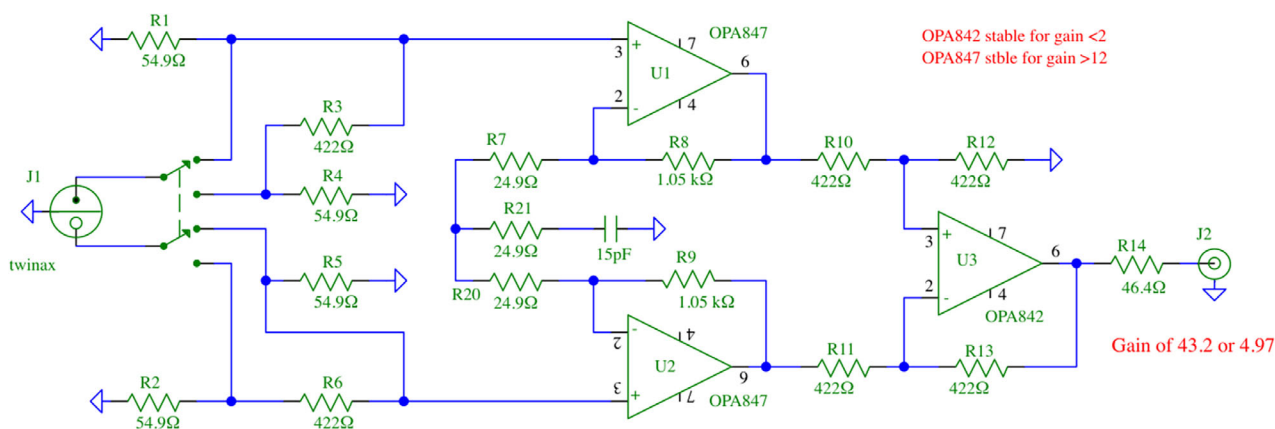 R1
54.9Ω
OPA847
OPA842 stable for gain <2
OPA847 stble for gain >12
3
+
7
6
U1
2
-
4
R3
422Ω
R7
24.9Ω
R8
1.05 kΩ
R10
422Ω
R12
422Ω
J1
R4
54.9Ω
R21
24.9Ω
15pF
3
+
7
6
U3
2
-
4
OPA842
J2
R14
46.4Ω
twinax
R5
54.9Ω
R20
24.9Ω
R9
1.05 kΩ
2
-
4
U2
6
3
+
7
OPA847
R11
422Ω
R13
422Ω
Gain of 43.2 or 4.97
R2
54.9Ω
R6
422Ω